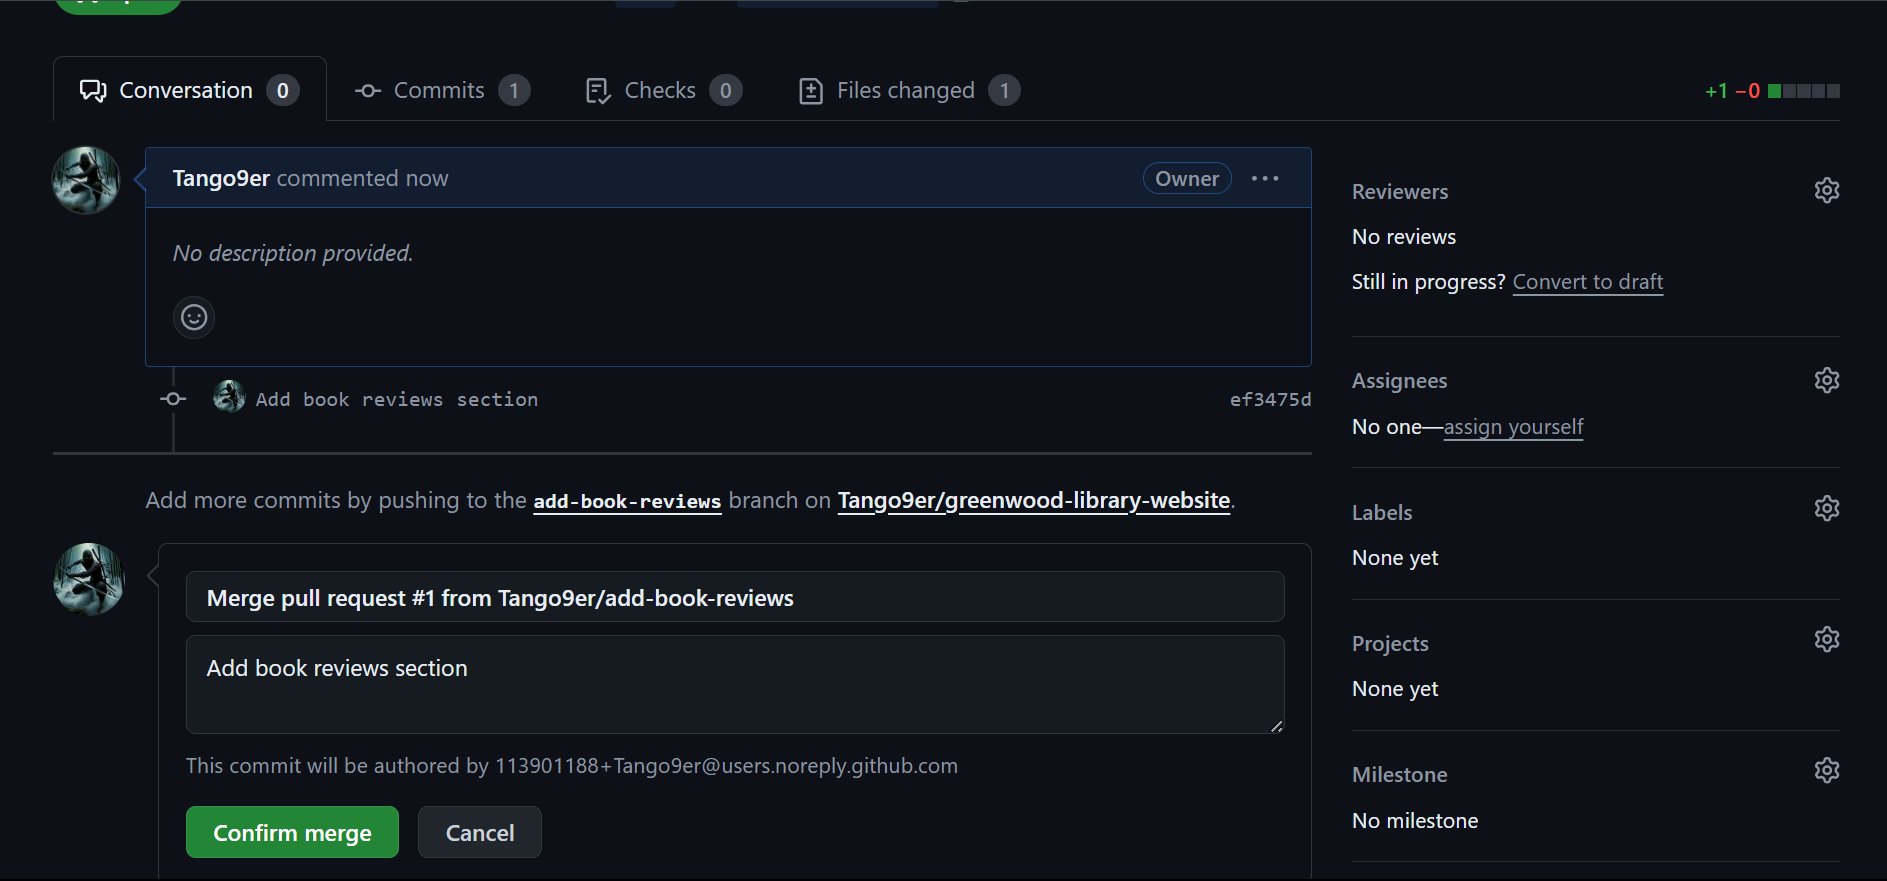 Conversation 0 Commits 1 Checks 0 Files changed 1 +1 −0
Tango9er commented now Owner
No description provided.
Add book reviews section ef3475d
Add more commits by pushing to the add-book-reviews branch on Tango9er/greenwood-library-website.
Merge pull request #1 from Tango9er/add-book-reviews
Add book reviews section
This commit will be authored by 113901188+Tango9er@users.noreply.github.com
Confirm merge Cancel
Reviewers
No reviews
Still in progress? Convert to draft
Assignees
No one—assign yourself
Labels
None yet
Projects
None yet
Milestone
No milestone